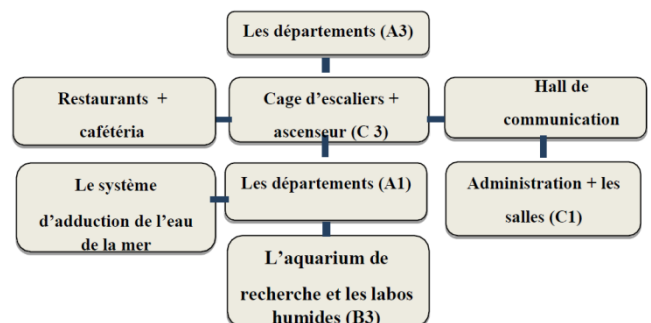 Les départements (A3)
Restaurants +
cafétéria
Cage d'escaliers +
ascenseur (C 3)
Hall de
communication
Le système
d'adduction de l'eau
de la mer
Les départements (A1)
Administration + les
salles (C1)
L'aquarium de
recherche et les labos
humides (B3)